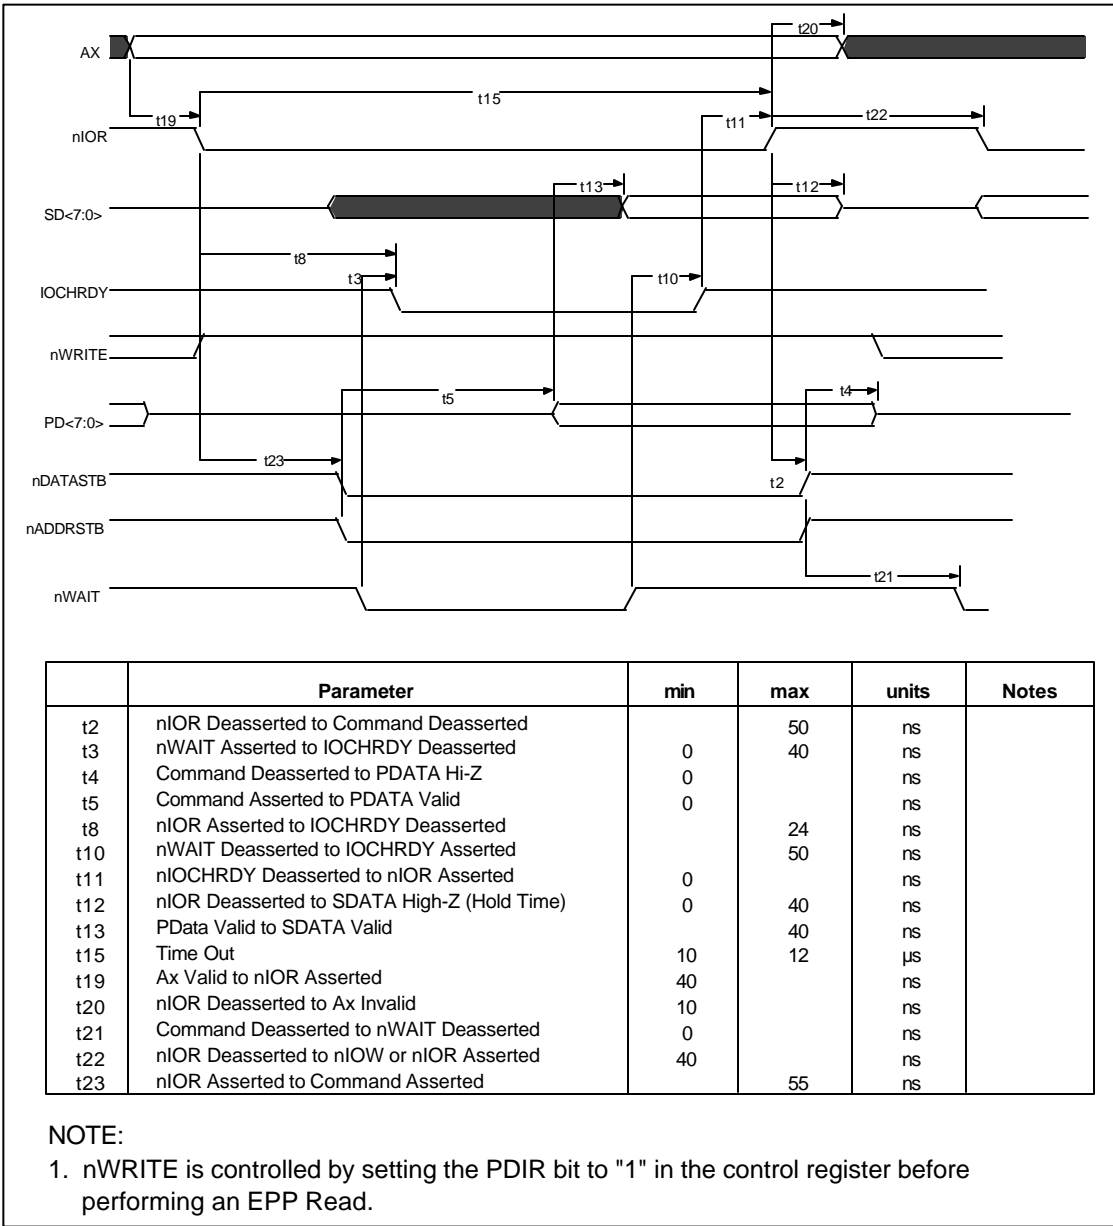 t20
AX
t15
t19
t11
t22
nIOR
t13
t12
SD<7:0>
t8
t3
t10
IOCHRDY
nWRITE
t5
t4
PD<7:0>
t23
nDATASTB
t2
nADDRSTB
t21
nWAIT
Parameter min max units Notes
t2 nIOR Deasserted to Command Deasserted 50 ns
t3 nWAIT Asserted to IOCHRDY Deasserted 0 40 ns
t4 Command Deasserted to PDATA Hi-Z 0 ns
t5 Command Asserted to PDATA Valid 0 ns
t8 nIOR Asserted to IOCHRDY Deasserted 24 ns
t10 nWAIT Deasserted to IOCHRDY Asserted 50 ns
t11 nIOCHRDY Deasserted to nIOR Asserted 0 ns
t12 nIOR Deasserted to SDATA High-Z (Hold Time) 0 40 ns
t13 PData Valid to SDATA Valid 40 ns
t15 Time Out 10 12 µs
t19 Ax Valid to nIOR Asserted 40 ns
t20 nIOR Deasserted to Ax Invalid 10 ns
t21 Command Deasserted to nWAIT Deasserted 0 ns
t22 nIOR Deasserted to nIOW or nIOR Asserted 40 ns
t23 nIOR Asserted to Command Asserted 55 ns
NOTE:
1. nWRITE is controlled by setting the PDIR bit to "1" in the control register before
performing an EPP Read.